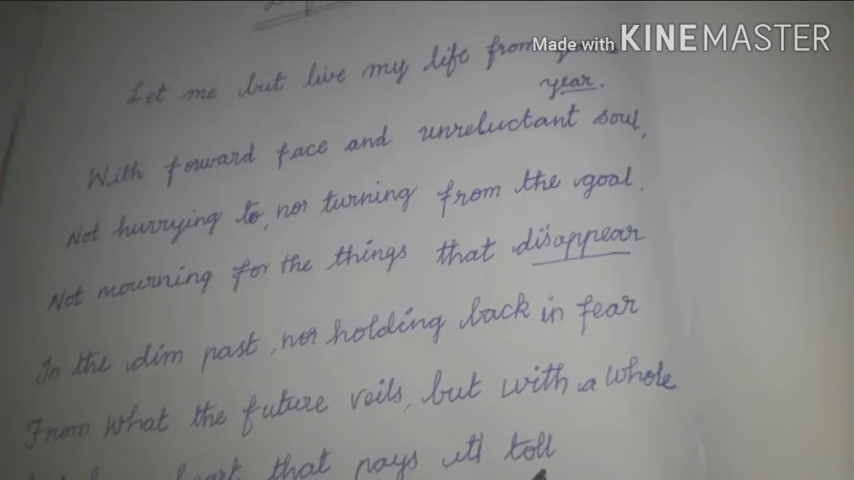 Made with KINEMASTER
Let me but live my life from
year.
With forward face and unreluctant soul,
Not hurrying to, nor turning from the goal.
Not mourning for the things that disappear
In the dim past, nor holding back in fear
From what the future veils, but with a whole
that pays it's toll